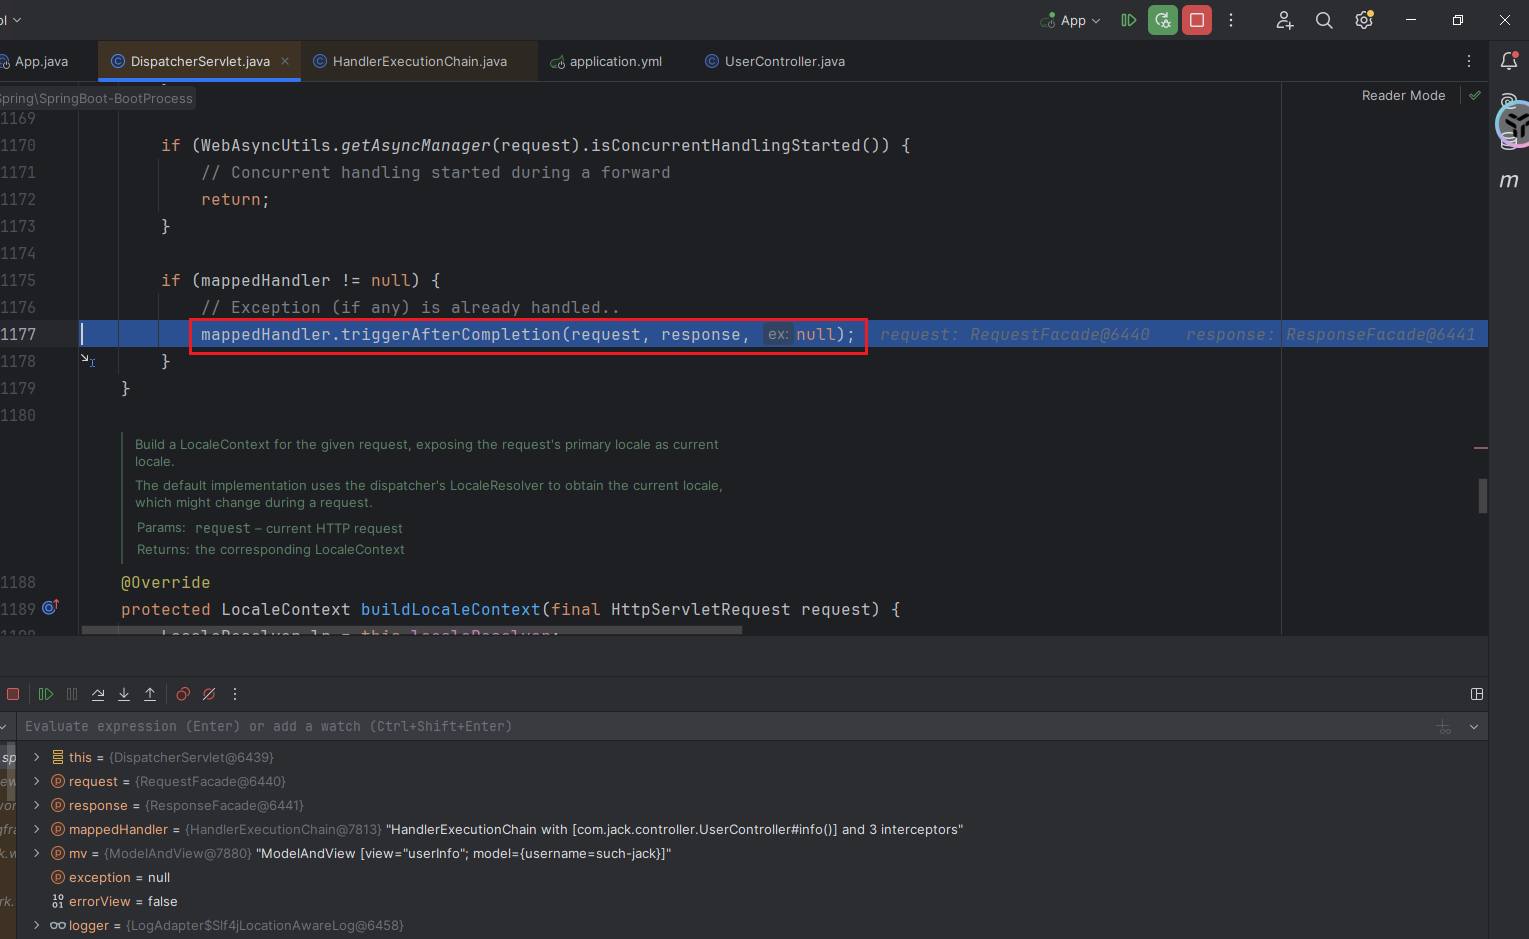 ol
App
App.java
DispatcherServlet.java
HandlerExecutionChain.java
application.yml
UserController.java
Spring\SpringBoot-BootProcess
Reader Mode
1169
1170 if (WebAsyncUtils.getAsyncManager(request).isConcurrentHandlingStarted()) {
1171 // Concurrent handling started during a forward
1172 return;
1173 }
1174
1175 if (mappedHandler != null) {
1176 // Exception (if any) is already handled..
1177 mappedHandler.triggerAfterCompletion(request, response, ex: null); request: RequestFacade@6440 response: ResponseFacade@6441
1178 }
1179 }
1180
Build a LocaleContext for the given request, exposing the request's primary locale as current
locale.
The default implementation uses the dispatcher's LocaleResolver to obtain the current locale,
which might change during a request.
Params: request – current HTTP request
Returns: the corresponding LocaleContext
1188 @Override
1189 protected LocaleContext buildLocaleContext(final HttpServletRequest request) {
LocaleResolver lr = this.localeResolver;
m
Evaluate expression (Enter) or add a watch (Ctrl+Shift+Enter)
this = {DispatcherServlet@6439}
request = {RequestFacade@6440}
response = {ResponseFacade@6441}
mappedHandler = {HandlerExecutionChain@7813} "HandlerExecutionChain with [com.jack.controller.UserController#info()] and 3 interceptors"
mv = {ModelAndView@7880} "ModelAndView [view="userInfo"; model={username=such-jack}]"
exception = null
errorView = false
logger = {LogAdapter$Slf4jLocationAwareLog@6458}